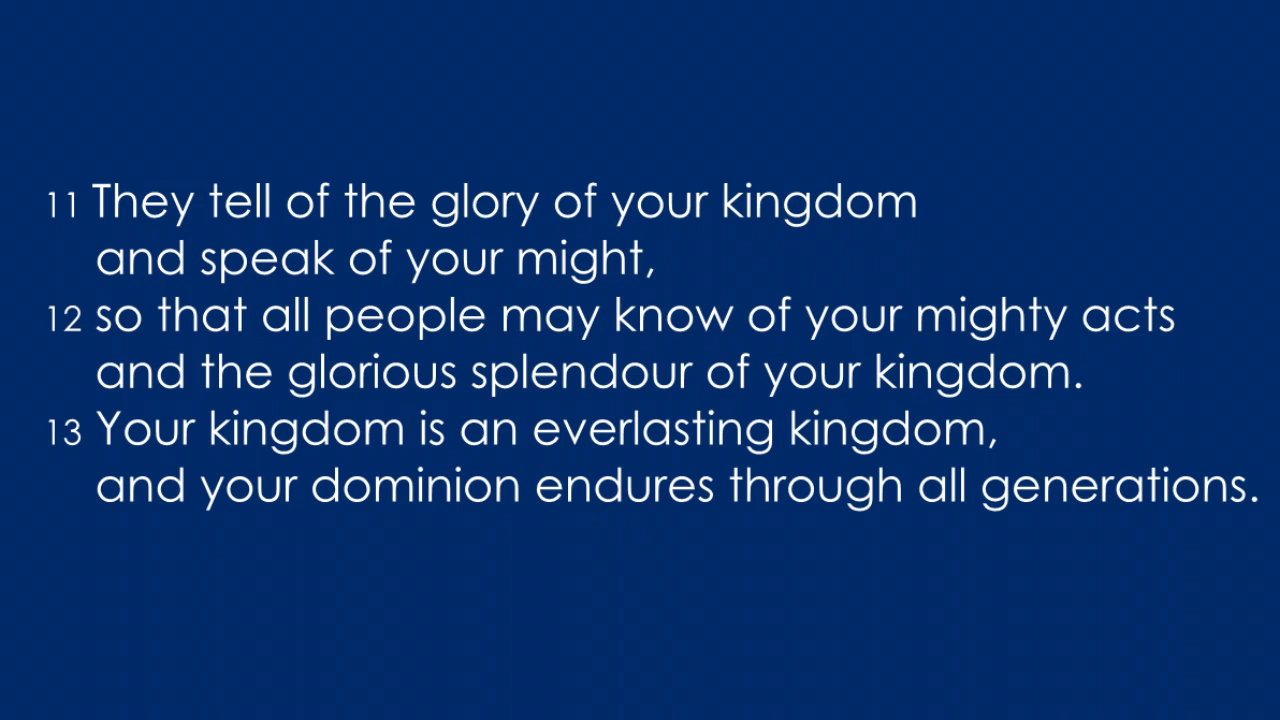 11 They tell of the glory of your kingdom
and speak of your might,
12 so that all people may know of your mighty acts
and the glorious splendour of your kingdom.
13 Your kingdom is an everlasting kingdom,
and your dominion endures through all generations.